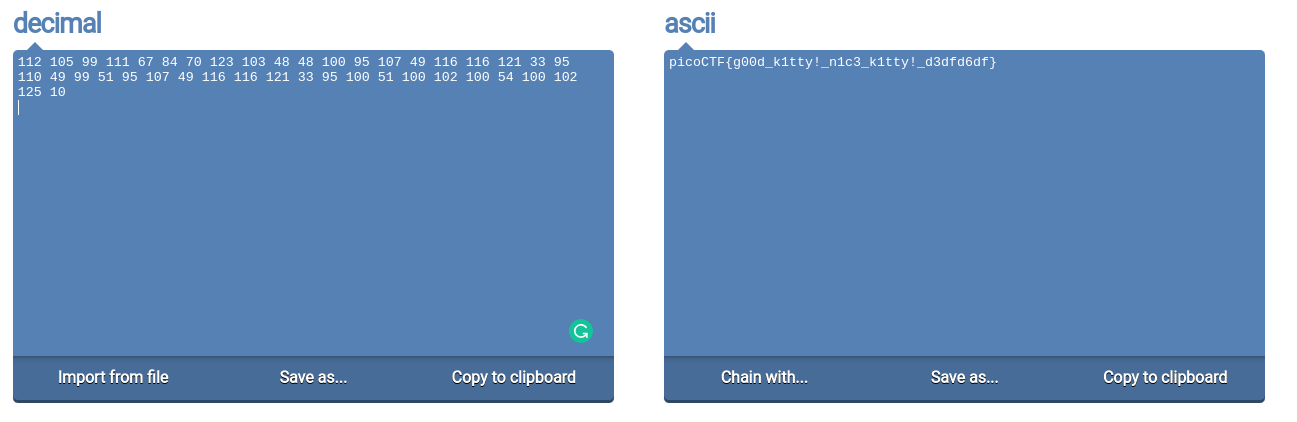 decimal
112 105 99 111 67 84 70 123 103 48 48 100 95 107 49 116 116 121 33 95
110 49 99 51 95 107 49 116 116 121 33 95 100 51 100 102 100 54 100 102
125 10
Import from file
Save as...
Copy to clipboard
ascii
picoCTF{g00d_k1tty!_n1c3_k1tty!_d3dfd6df}
Chain with...
Save as...
Copy to clipboard